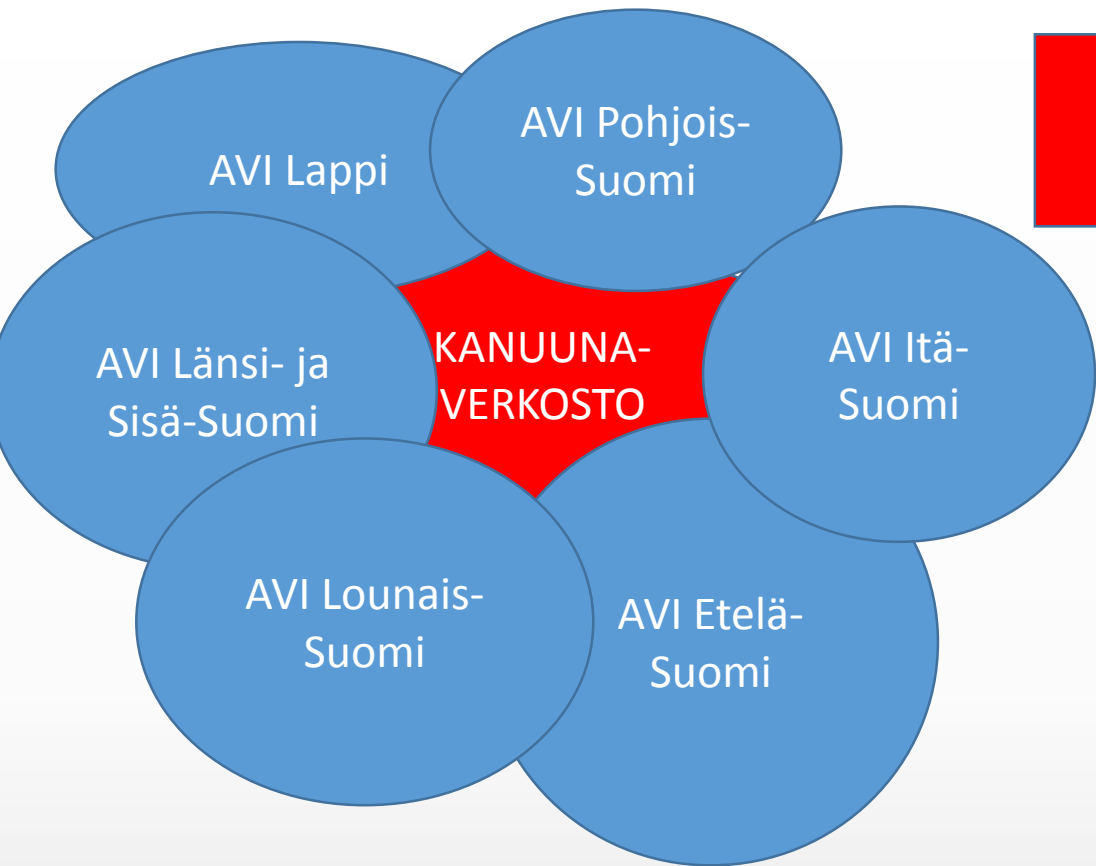 AVI Pohjois-
Suomi
AVI Lappi
KANUUNA-
VERKOSTO
AVI Itä-
Suomi
AVI Länsi- ja
Sisä-Suomi
AVI Lounais-
Suomi
AVI Etelä-
Suomi